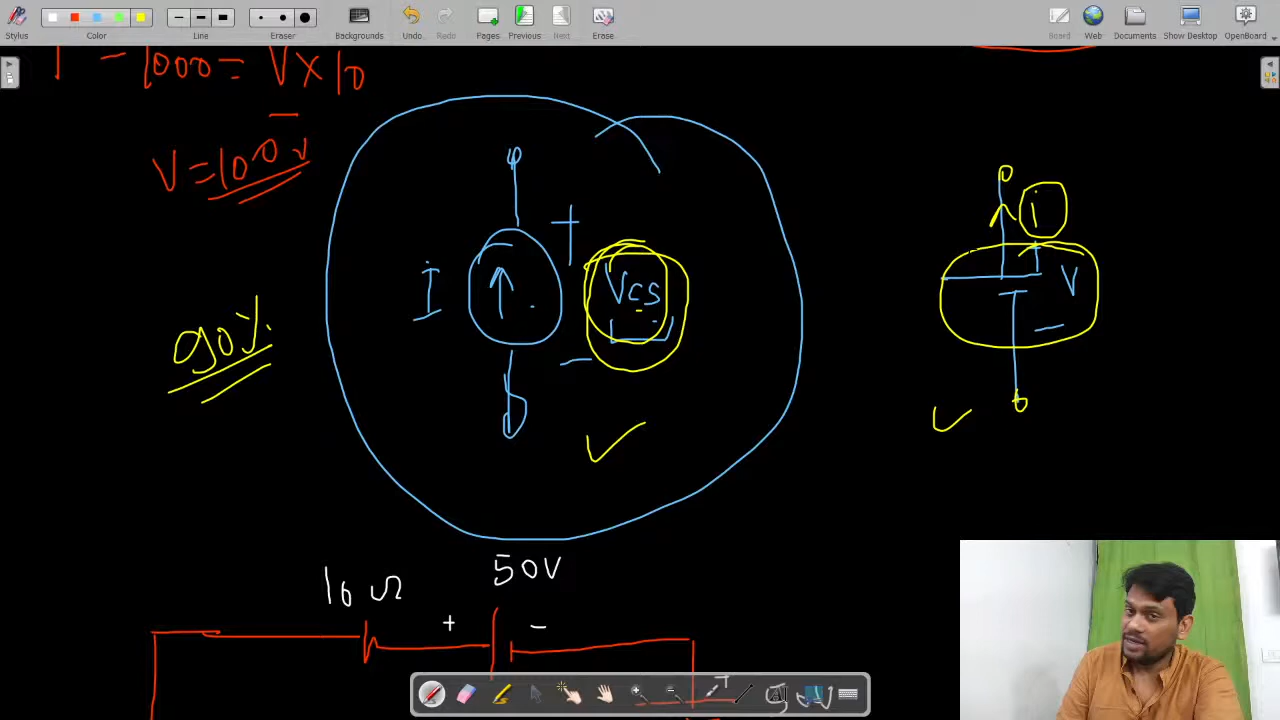 Stylus
Color
Line
Eraser
Backgrounds
Undo
Redo
Pages
Previous
Next
Erase
Board
Web
Documents
Show Desktop
OpenBoard
- 1000 = V x 10
V = 100 V
+
I
VCS
-
90%
i
+
V
-
50V
10 Ω
+
-